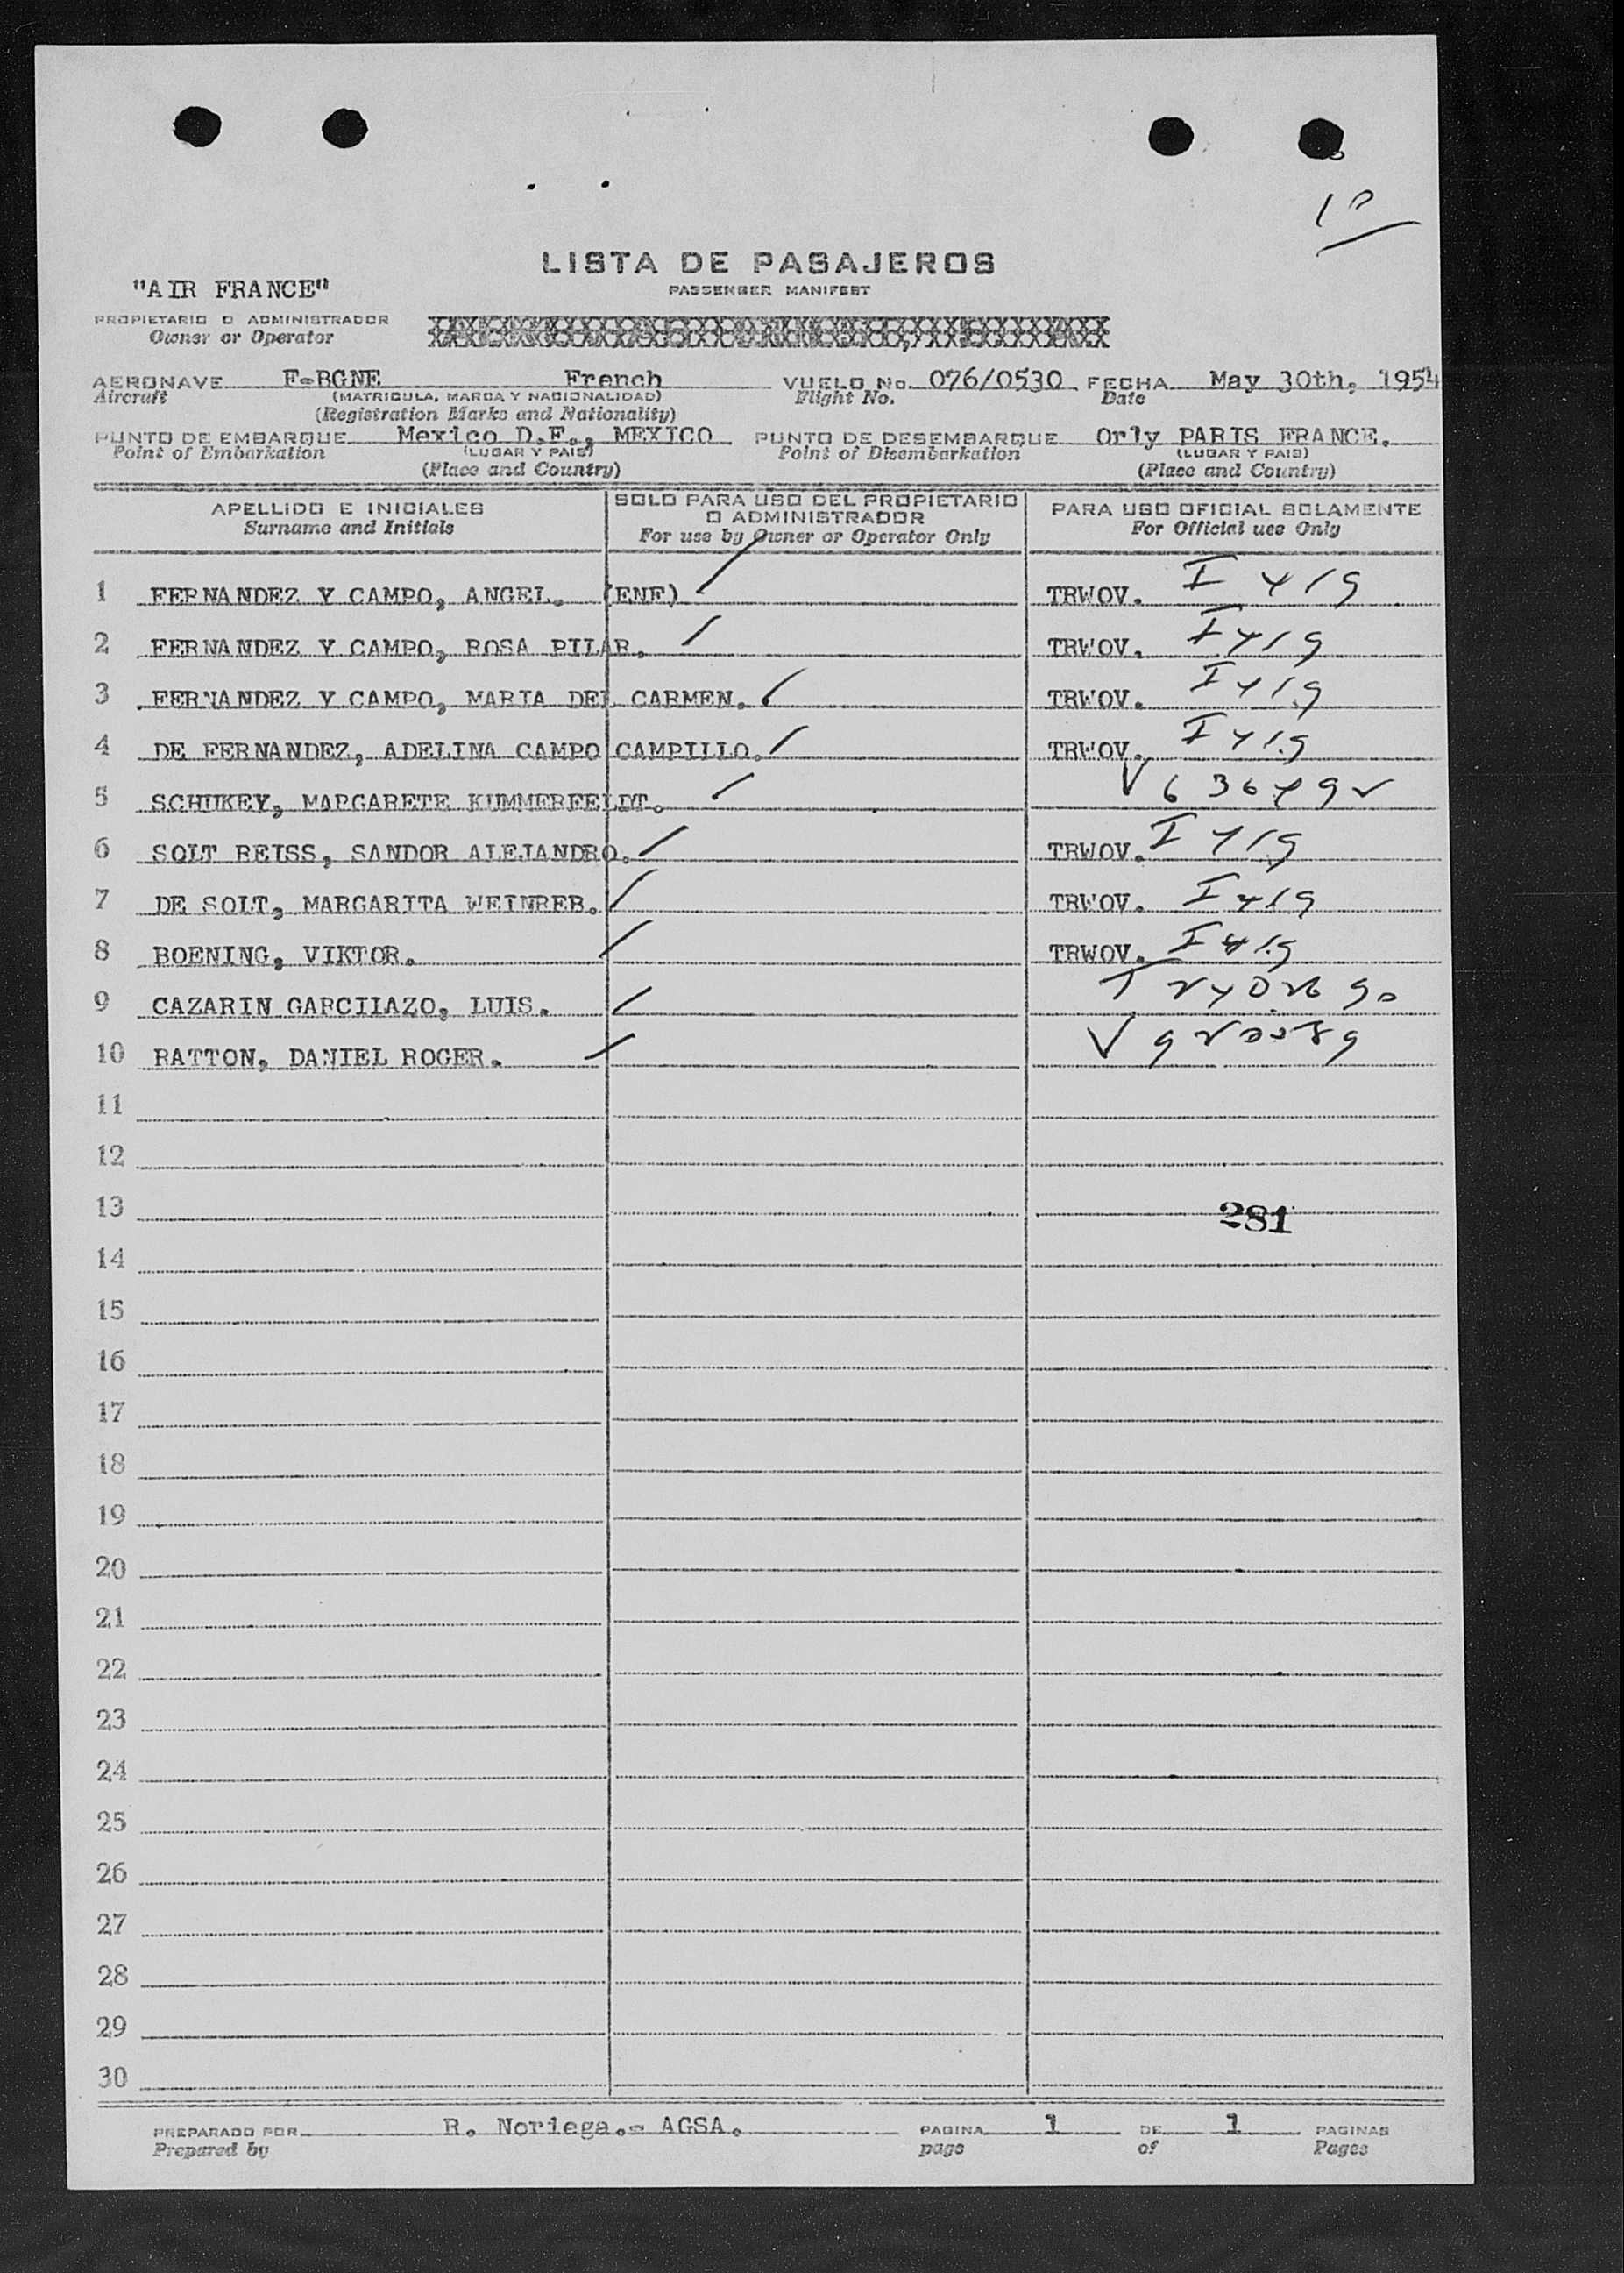 10
LISTA DE PASAJEROS
PASSENGER MANIFEST
"AIR FRANCE"
PROPIETARIO O ADMINISTRADOR
Owner or Operator
AERONAVE F-BGNE French VUELO No. 076/0530 FECHA May 30th, 1954
Aircraft (MATRICULA, MARCA Y NACIONALIDAD) Flight No. Date
(Registration Marks and Nationality)
PUNTO DE EMBARQUE Mexico D.F., MEXICO PUNTO DE DESEMBARQUE Orly PARIS FRANCE.
Point of Embarkation (LUGAR Y PAIS) Point of Disembarkation (LUGAR Y PAIS)
(Place and Country) (Place and Country)
APELLIDO E INICIALES SOLO PARA USO DEL PROPIETARIO PARA USO OFICIAL SOLAMENTE
Surname and Initials O ADMINISTRADOR For Official use Only
For use by Owner or Operator Only
1 FERNANDEZ Y CAMPO, ANGEL. (ENF) TRWOV. I 419
2 FERNANDEZ Y CAMPO, ROSA PILAR. TRWOV. I 419
3 FERNANDEZ Y CAMPO, MARIA DEL CARMEN. TRWOV. I 419
4 DE FERNANDEZ, ADELINA CAMPO CAMPILLO. TRWOV. I 419
5 SCHUKEY, MARGARETE KUMMERFELDT. V
6 SOLT REISS, SANDOR ALEJANDRO. TRWOV. I 419
7 DE SOLT, MARGARITA WEINREB. TRWOV. I 419
8 BOENING, VIKTOR. TRWOV. I 419
9 CAZARIN GARCILAZO, LUIS.
10 RATTON, DANIEL ROGER. V
11
12
13 281
14
15
16
17
18
19
20
21
22
23
24
25
26
27
28
29
30
PREPARADO POR R. Noriega.- AGSA. PAGINA 1 DE 1 PAGINAS
Prepared by page of Pages